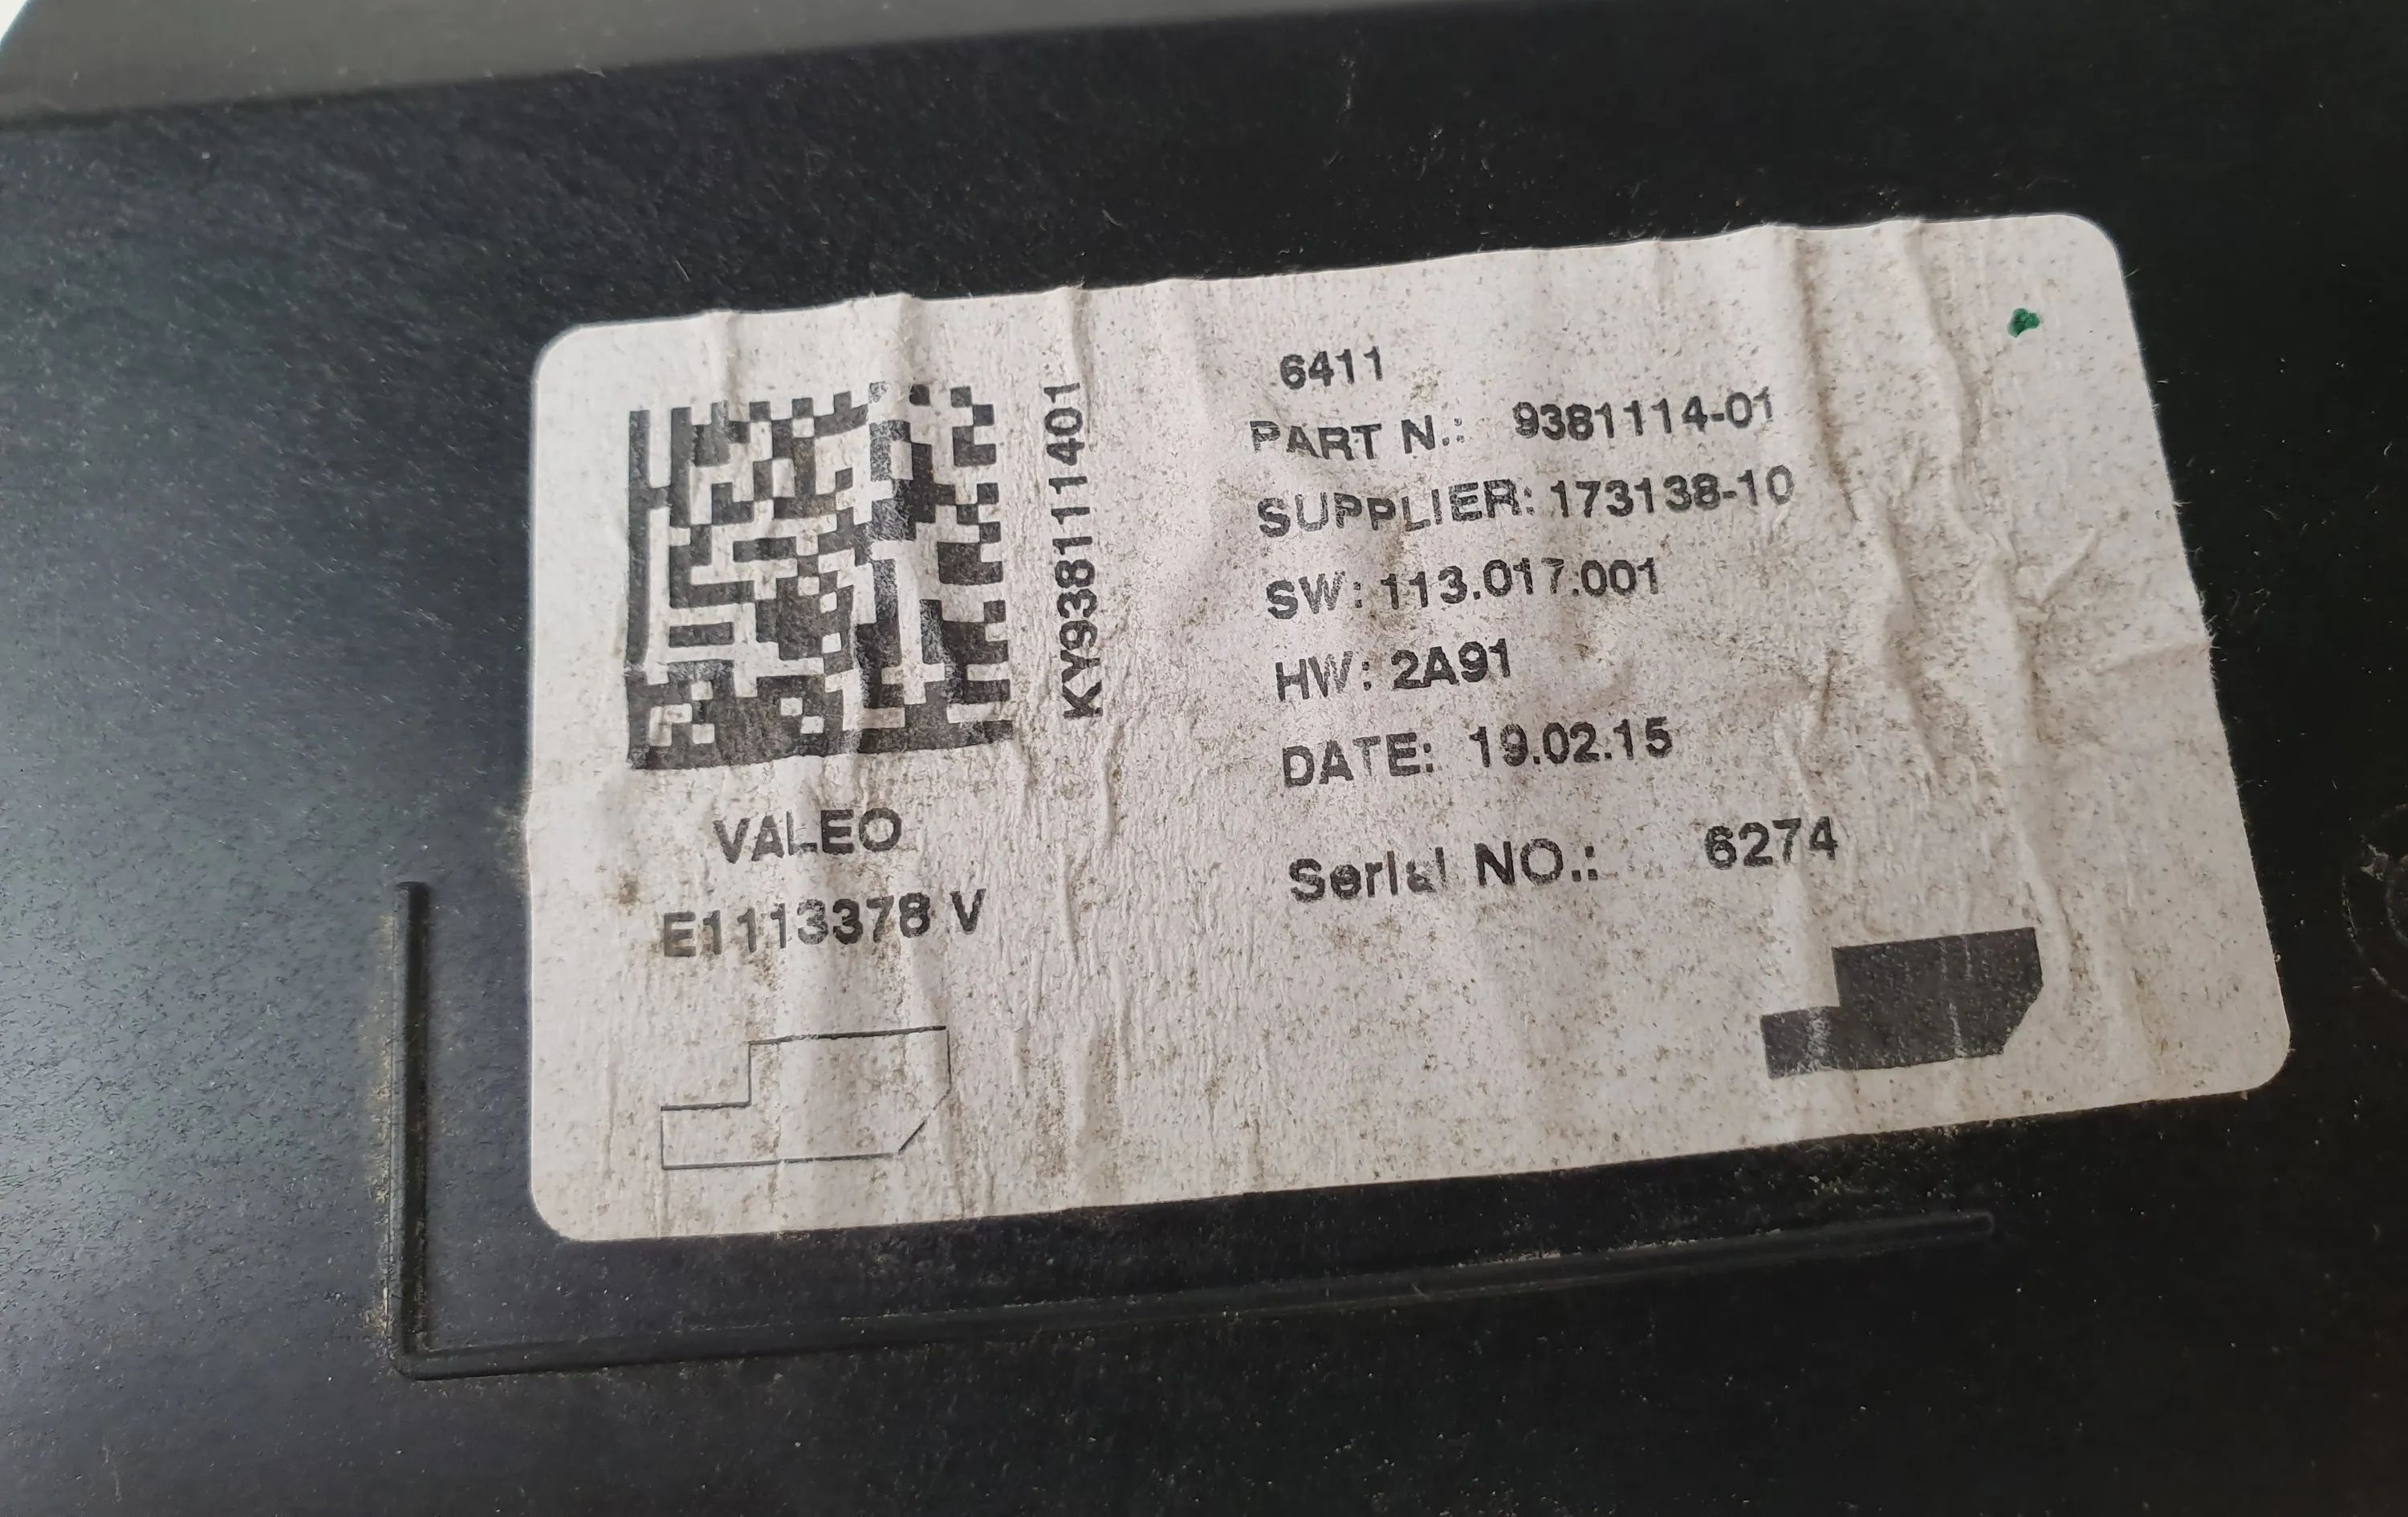 KY938111401
VALEO
E1113378 V
6411
PART N.: 9381114-01
SUPPLIER: 173138-10
SW: 113.017.001
HW: 2A91
DATE: 19.02.15
Serial NO.: 6274